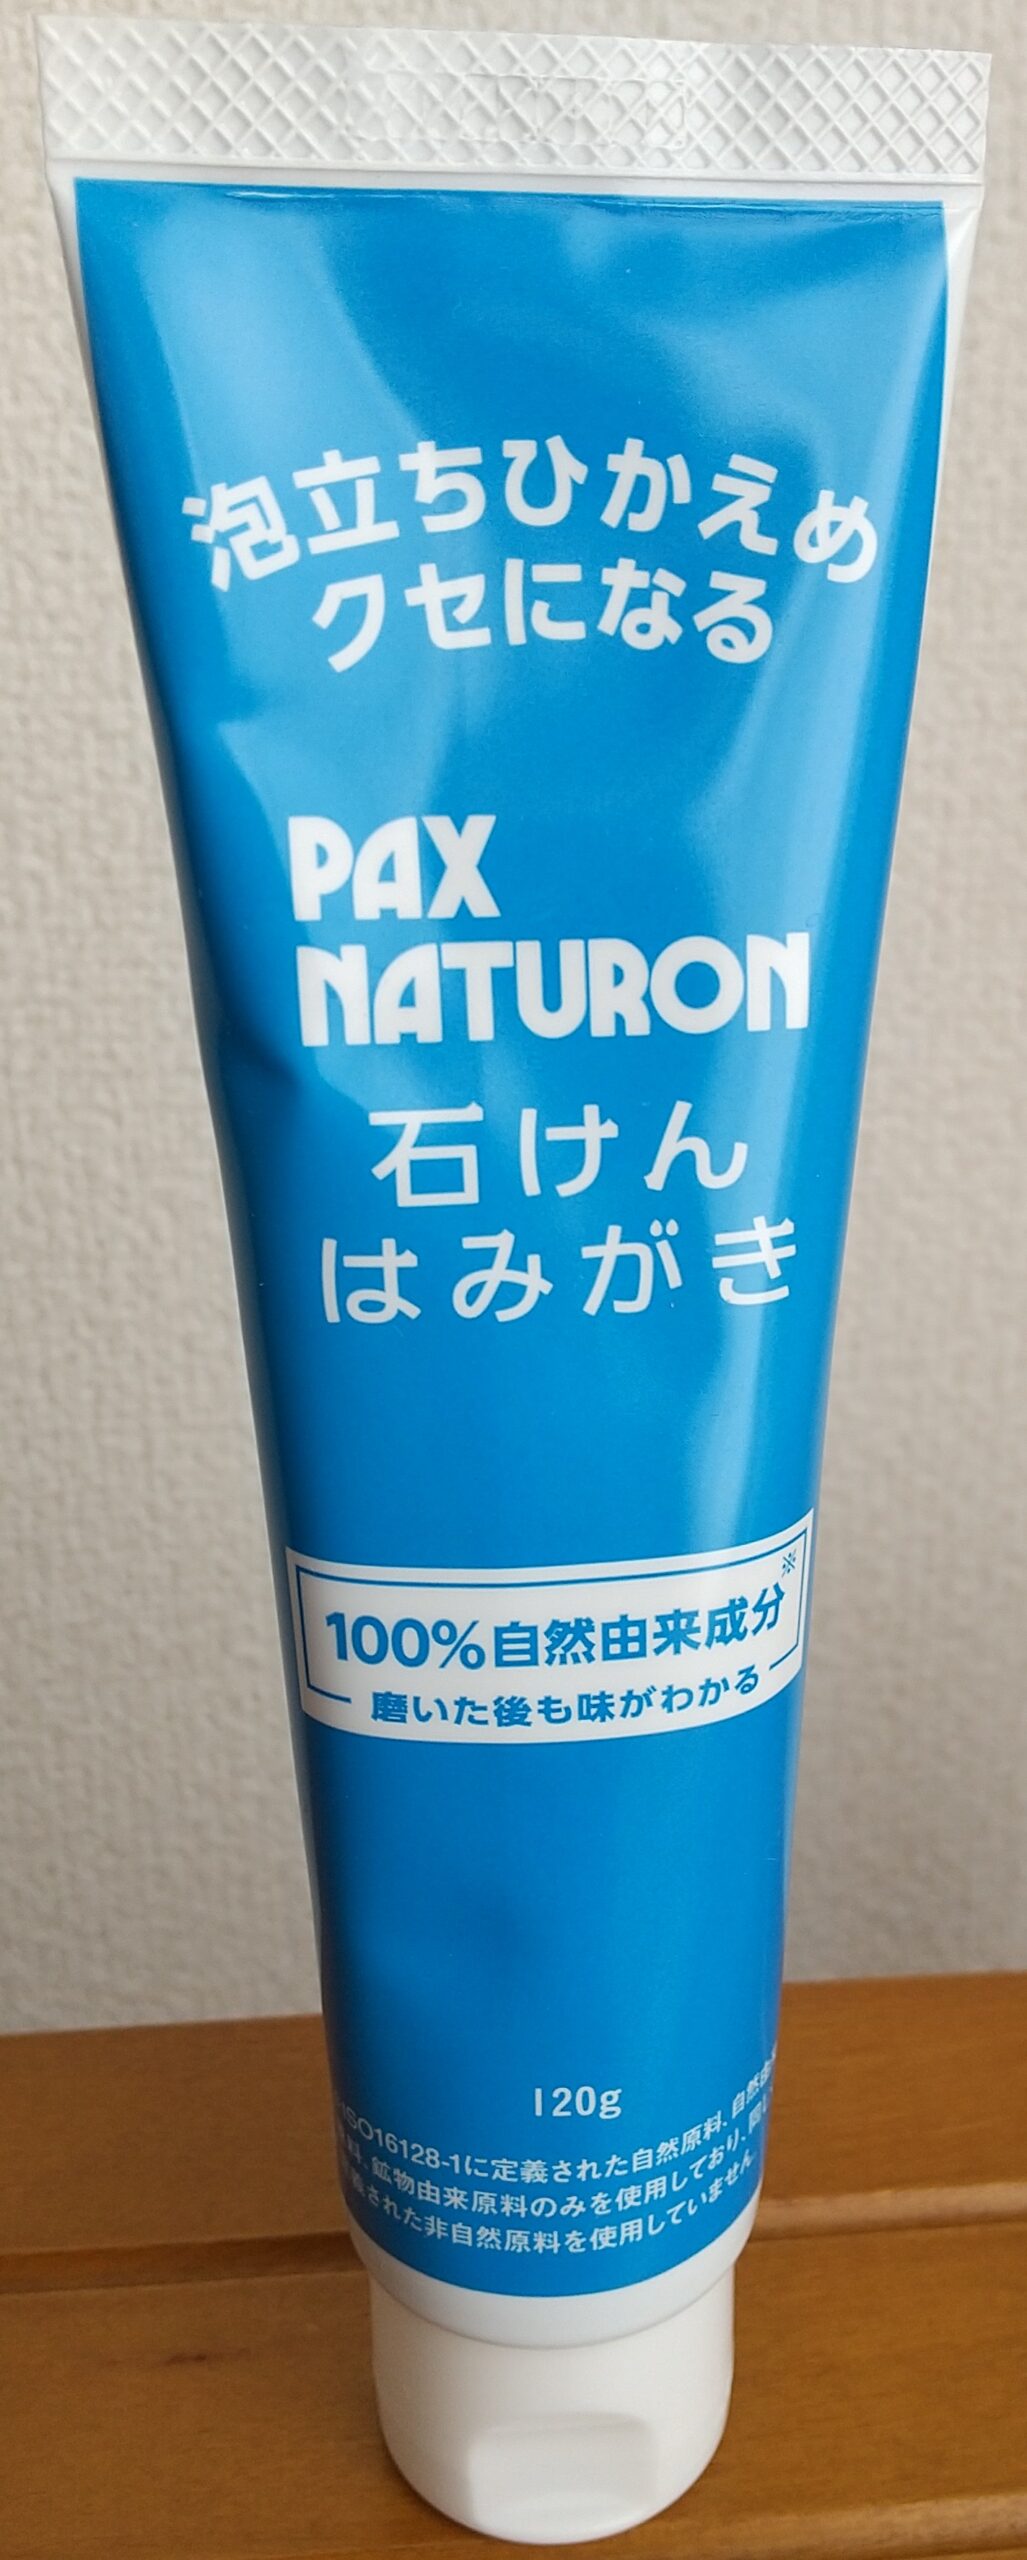 泡立ちひかえめ
クセになる
PAX
NATURON
石けん
はみがき
100%自然由来成分※
磨いた後も味がわかる
120g
ISO16128-1に定義された自然原料、自然由
鉱物由来原料のみを使用しており、同じ
義された非自然原料を使用していません。